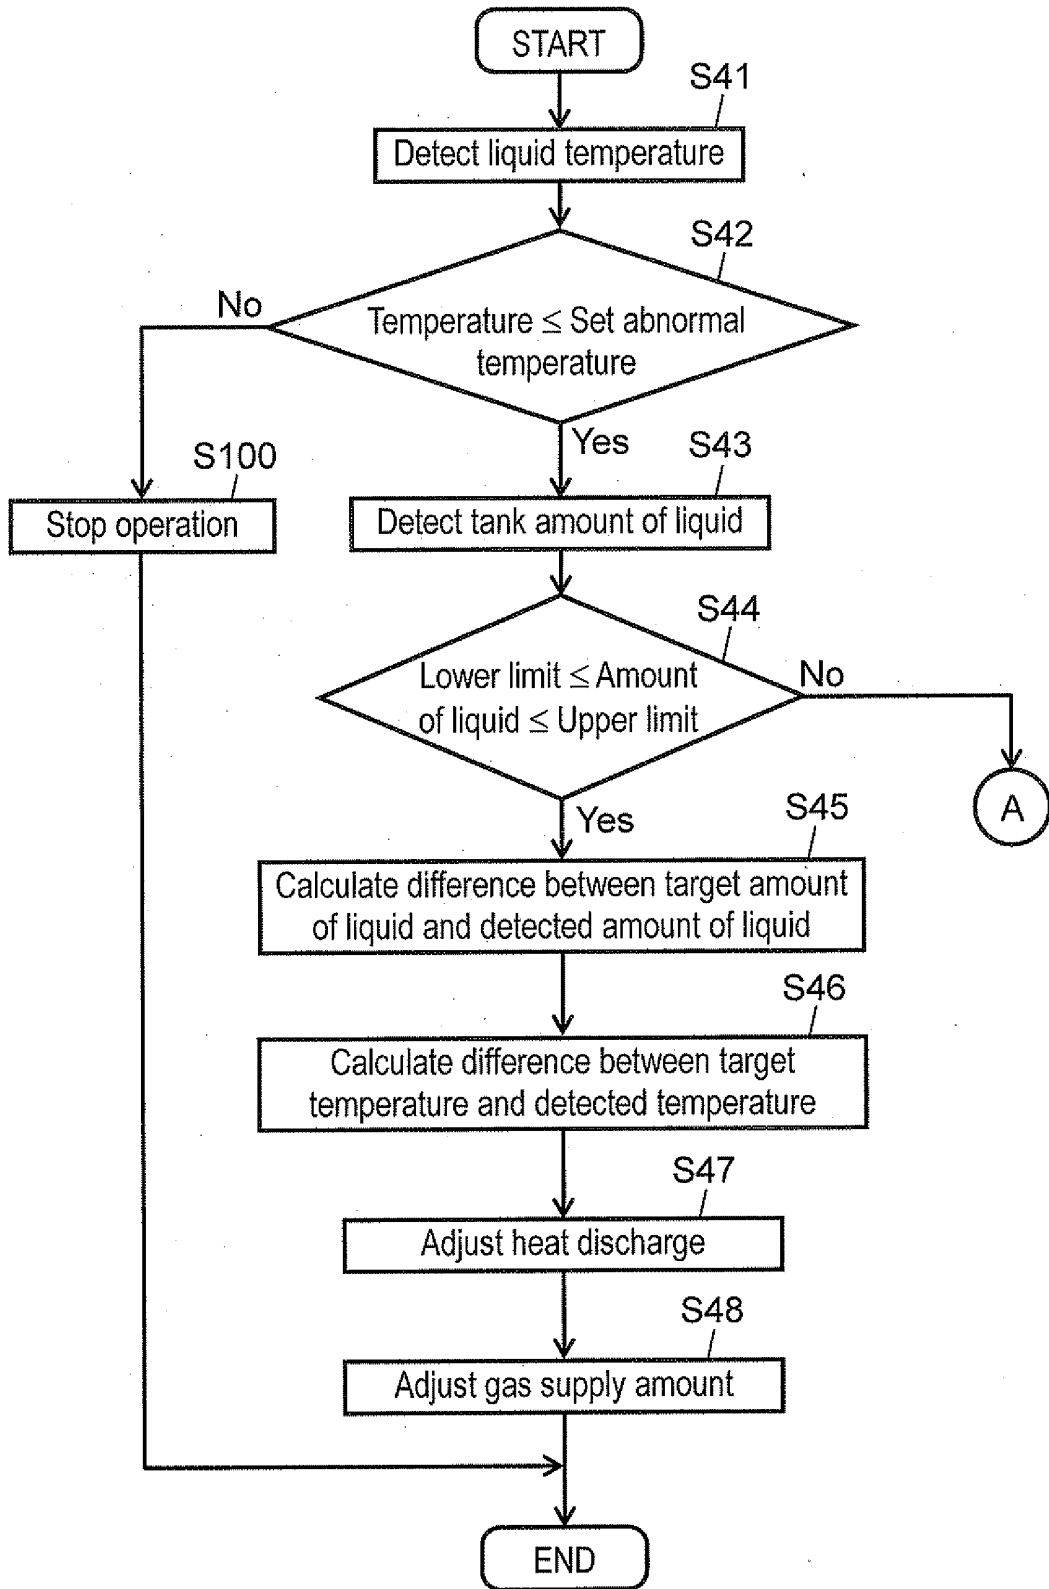 START
S41
Detect liquid temperature
S42
No
Temperature ≤ Set abnormal
temperature
Yes
S100
Stop operation
S43
Detect tank amount of liquid
S44
Lower limit ≤ Amount
of liquid ≤ Upper limit
No
A
Yes
S45
Calculate difference between target amount
of liquid and detected amount of liquid
S46
Calculate difference between target
temperature and detected temperature
S47
Adjust heat discharge
S48
Adjust gas supply amount
END